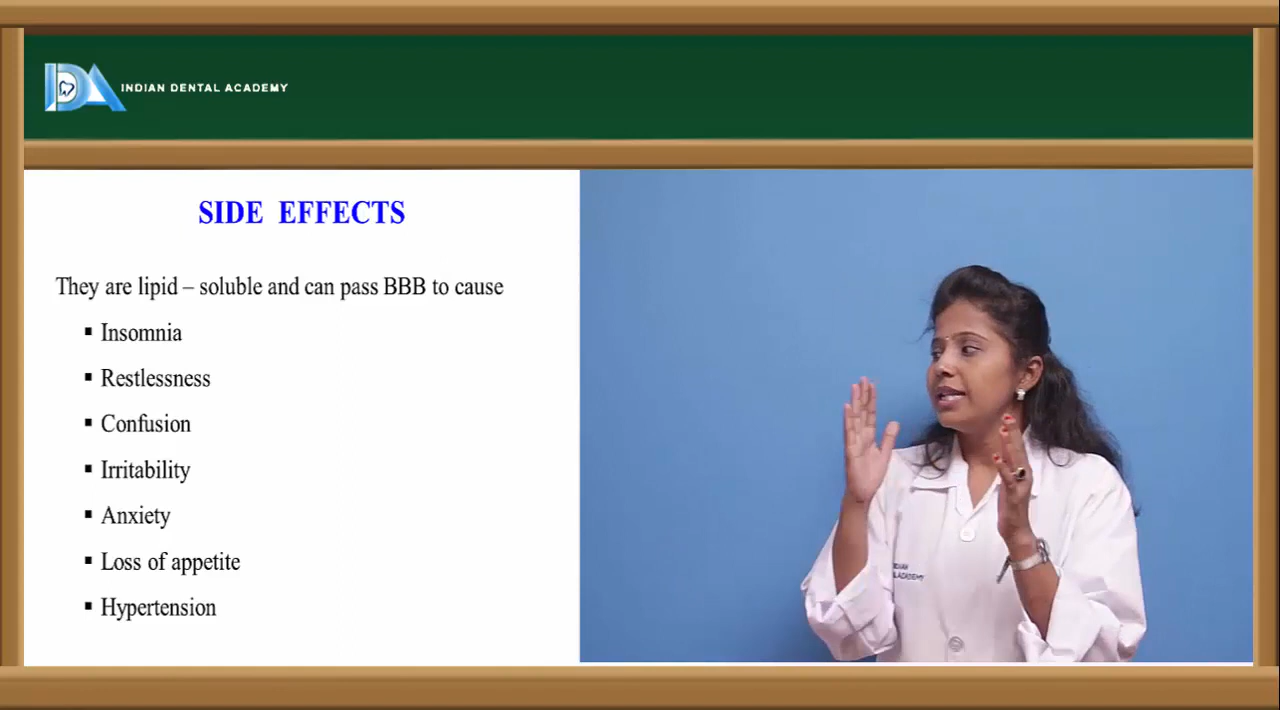 IDA INDIAN DENTAL ACADEMY
SIDE EFFECTS
They are lipid – soluble and can pass BBB to cause
▪ Insomnia
▪ Restlessness
▪ Confusion
▪ Irritability
▪ Anxiety
▪ Loss of appetite
▪ Hypertension